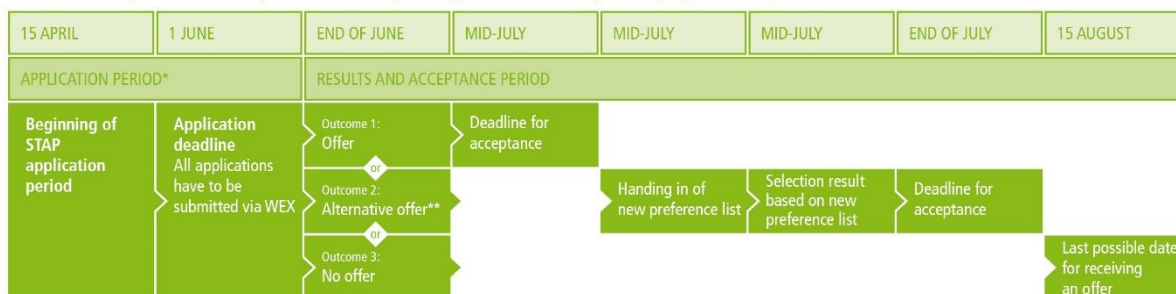 15 APRIL
1 JUNE
END OF JUNE
MID-JULY
MID-JULY
MID-JULY
END OF JULY
15 AUGUST
APPLICATION PERIOD*
RESULTS AND ACCEPTANCE PERIOD
Beginning of
STAP
application
period
Application
deadline
All applications
have to be
submitted via WEX
Outcome 1:
Offer
or
Outcome 2:
Alternative offer**
or
Outcome 3:
No offer
Deadline for
acceptance
Handing in of
new preference list
Selection result
based on new
preference list
Deadline for
acceptance
Last possible date
for receiving
an offer